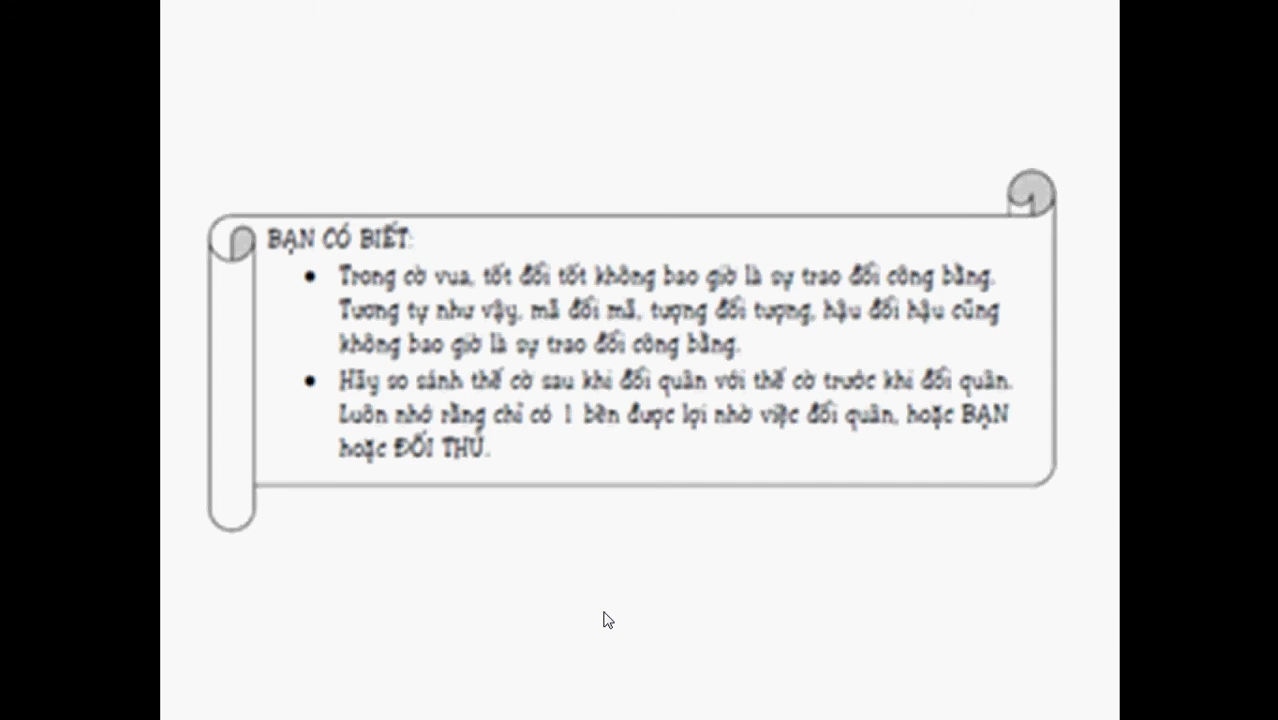 BẠN CÓ BIẾT:
• Trong cờ vua, tốt đổi tốt không bao giờ là sự trao đổi công bằng.
Tương tự như vậy, mã đổi mã, tượng đổi tượng, hậu đổi hậu cũng
không bao giờ là sự trao đổi công bằng.
• Hãy so sánh thế cờ sau khi đổi quân với thế cờ trước khi đổi quân.
Luôn nhớ rằng chỉ có 1 bên được lợi nhờ việc đổi quân, hoặc BẠN
hoặc ĐỐI THỦ.